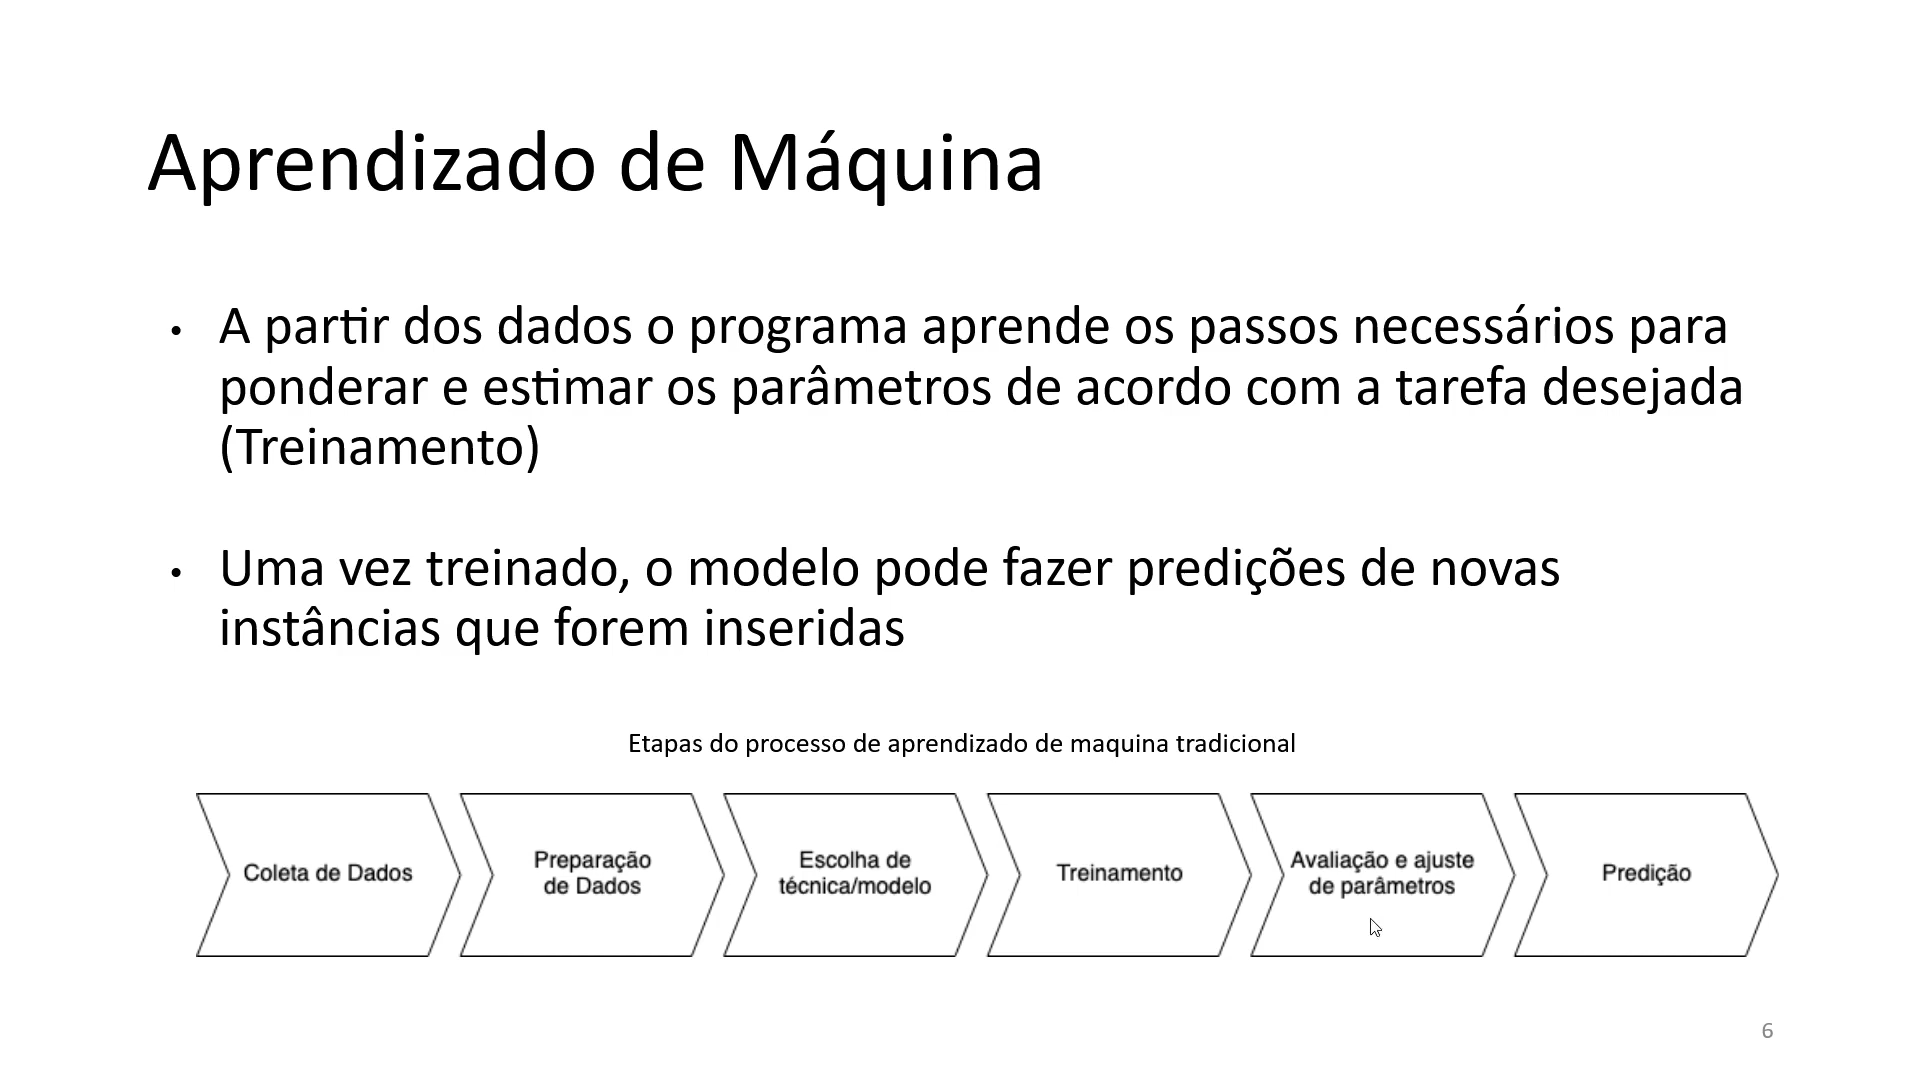 Aprendizado de Máquina
• A partir dos dados o programa aprende os passos necessários para
ponderar e estimar os parâmetros de acordo com a tarefa desejada
(Treinamento)
• Uma vez treinado, o modelo pode fazer predições de novas
instâncias que forem inseridas
Etapas do processo de aprendizado de maquina tradicional
Coleta de Dados
Preparação
de Dados
Escolha de
técnica/modelo
Treinamento
Avaliação e ajuste
de parâmetros
Predição
6